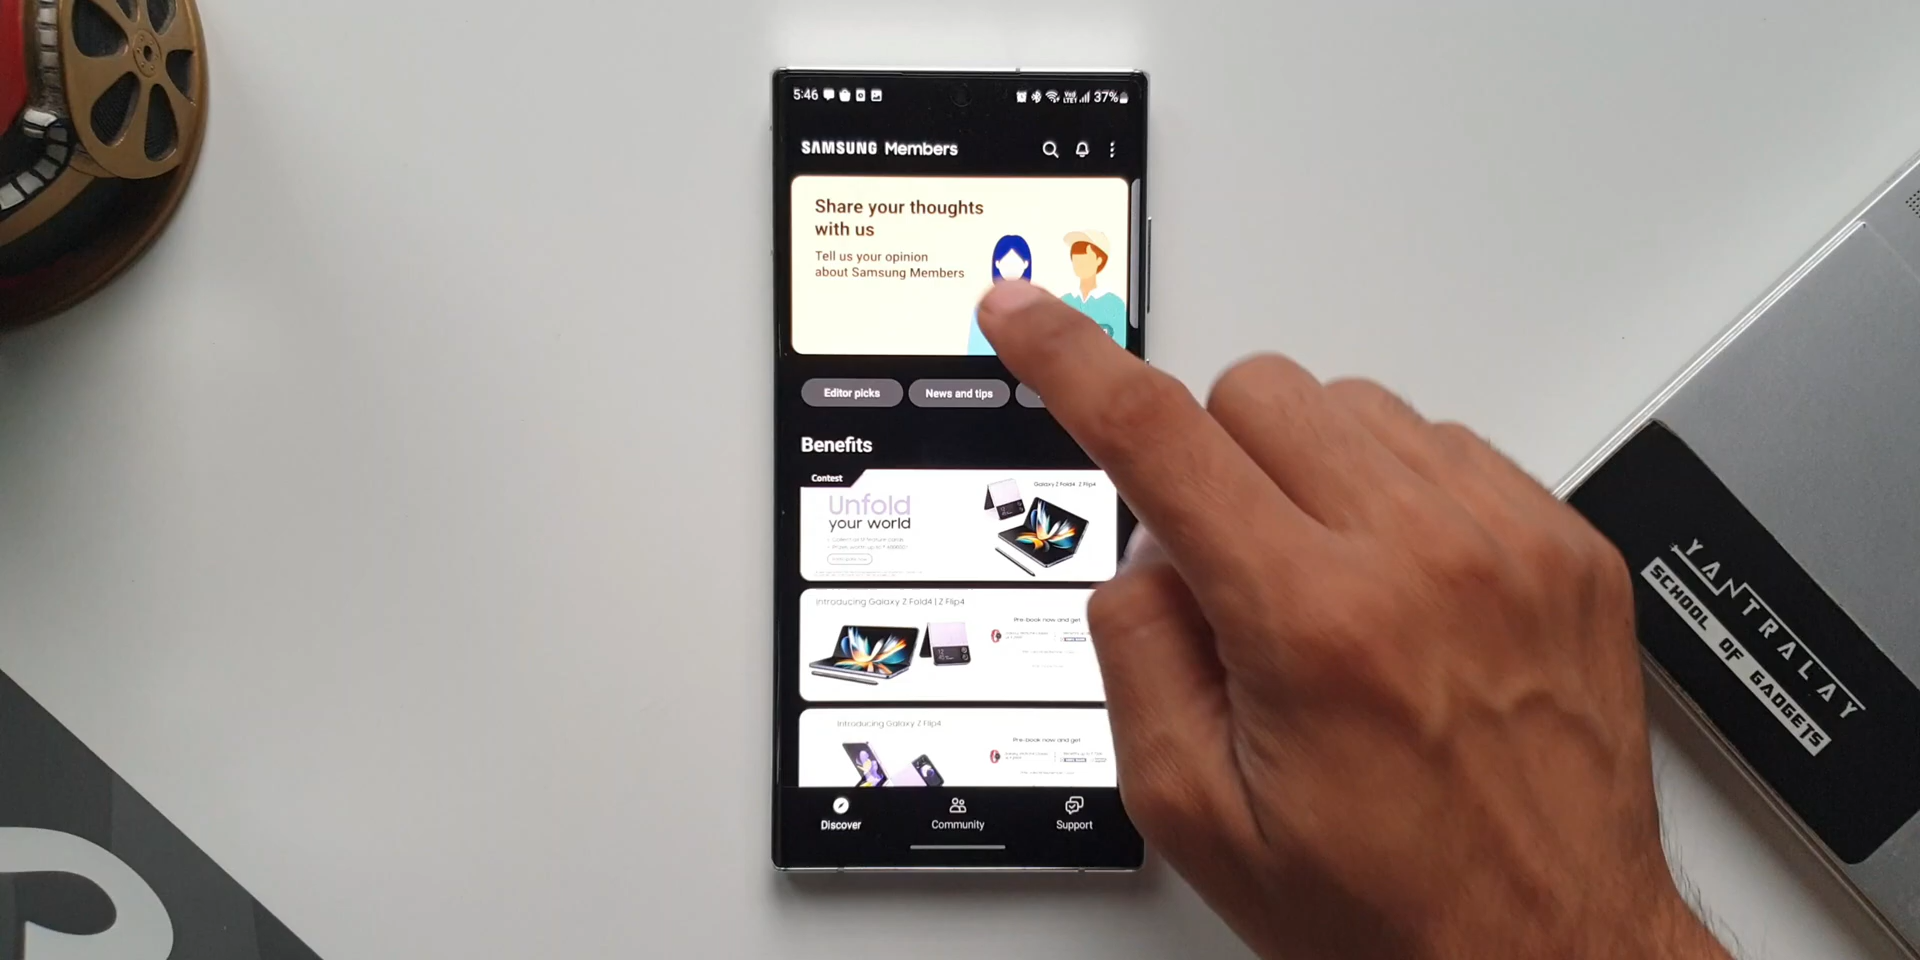 5:46
37%
SAMSUNG Members
Share your thoughts
with us
Tell us your opinion
about Samsung Members
Editor picks
News and tips
Benefits
Contest
Galaxy Z Fold4 Z Flip4
Unfold
your world
Introducing Galaxy Z Fold4 | Z Flip4
Pre-book now and get
Introducing Galaxy Z Flip4
Pre-book now and get
Discover
Community
Support
YANTRALAY
SCHOOL OF GADGETS